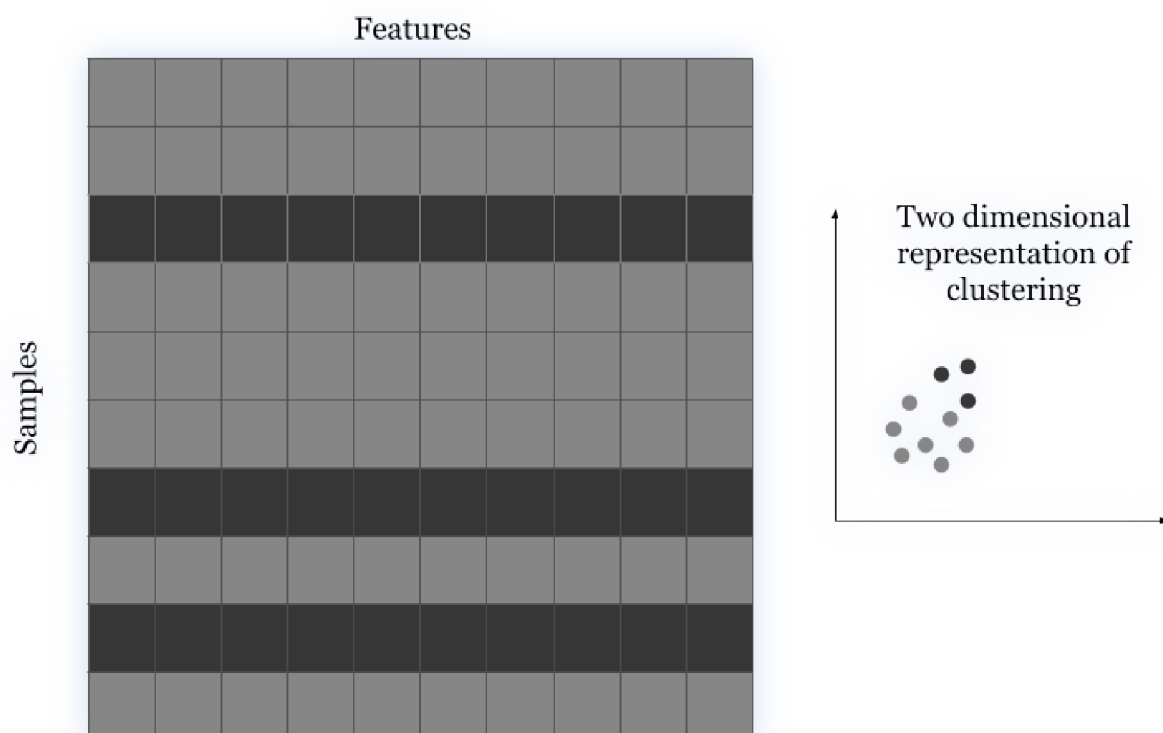 Features
Samples
Two dimensional
representation of
clustering